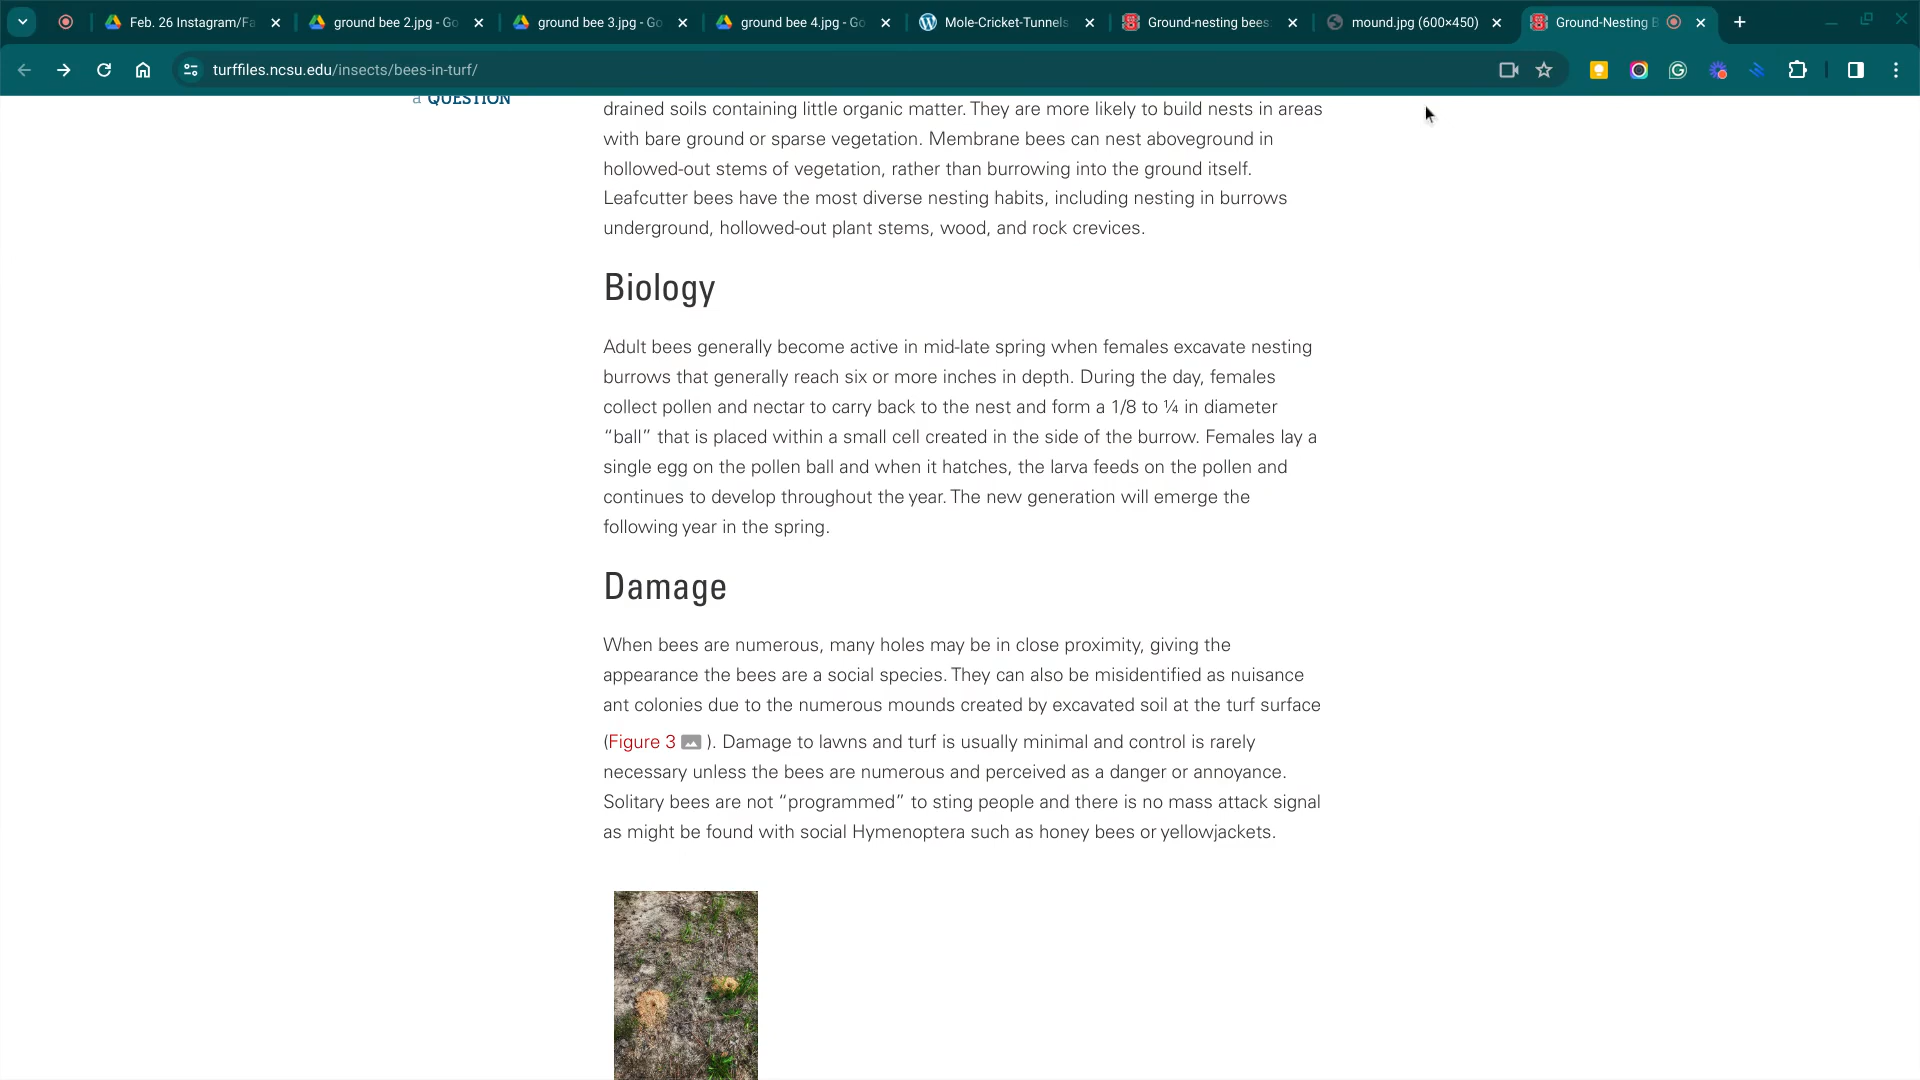 Feb. 26 Instagram/Fa
ground bee 2.jpg - Go
ground bee 3.jpg - Go
ground bee 4.jpg - Go
Mole-Cricket-Tunnels
Ground-nesting bees
mound.jpg (600×450)
Ground-Nesting B
turffiles.ncsu.edu/insects/bees-in-turf/
a QUESTION
drained soils containing little organic matter. They are more likely to build nests in areas
with bare ground or sparse vegetation. Membrane bees can nest aboveground in
hollowed-out stems of vegetation, rather than burrowing into the ground itself.
Leafcutter bees have the most diverse nesting habits, including nesting in burrows
underground, hollowed-out plant stems, wood, and rock crevices.
Biology
Adult bees generally become active in mid-late spring when females excavate nesting
burrows that generally reach six or more inches in depth. During the day, females
collect pollen and nectar to carry back to the nest and form a 1/8 to ¼ in diameter
“ball” that is placed within a small cell created in the side of the burrow. Females lay a
single egg on the pollen ball and when it hatches, the larva feeds on the pollen and
continues to develop throughout the year. The new generation will emerge the
following year in the spring.
Damage
When bees are numerous, many holes may be in close proximity, giving the
appearance the bees are a social species. They can also be misidentified as nuisance
ant colonies due to the numerous mounds created by excavated soil at the turf surface
(Figure 3 ). Damage to lawns and turf is usually minimal and control is rarely
necessary unless the bees are numerous and perceived as a danger or annoyance.
Solitary bees are not “programmed” to sting people and there is no mass attack signal
as might be found with social Hymenoptera such as honey bees or yellowjackets.